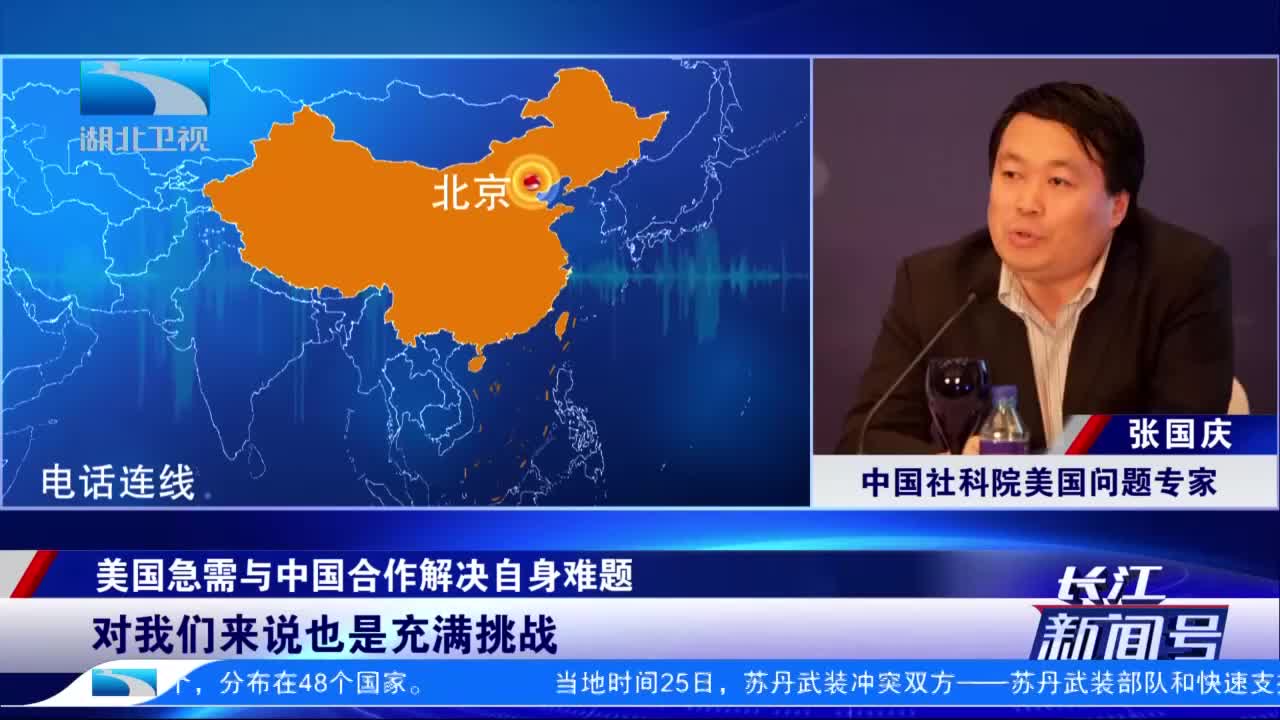 湖北卫视
北京
电话连线
张国庆
中国社科院美国问题专家
美国急需与中国合作解决自身难题
对我们来说也是充满挑战
长江
新闻号
个，分布在48个国家。 当地时间25日，苏丹武装冲突双方——苏丹武装部队和快速支